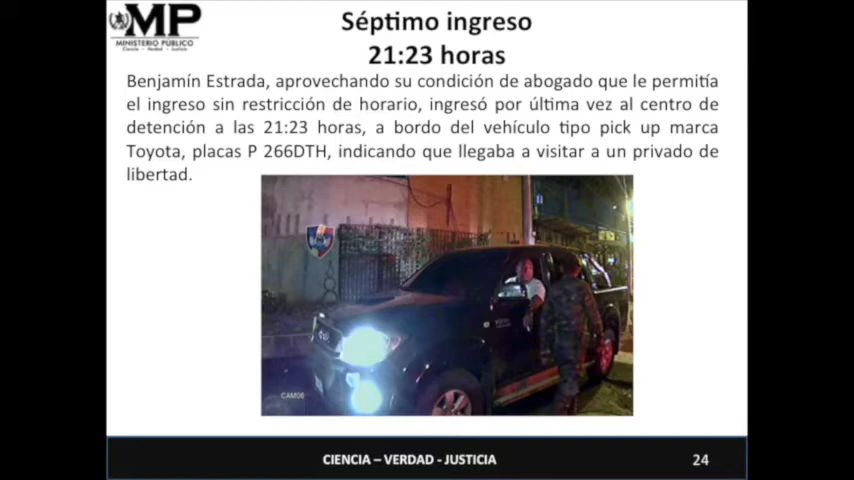 MP
MINISTERIO PÚBLICO
Ciencia - Verdad - Justicia
Séptimo ingreso
21:23 horas
Benjamín Estrada, aprovechando su condición de abogado que le permitía
el ingreso sin restricción de horario, ingresó por última vez al centro de
detención a las 21:23 horas, a bordo del vehículo tipo pick up marca
Toyota, placas P 266DTH, indicando que llegaba a visitar a un privado de
libertad.
CAM06
CIENCIA – VERDAD - JUSTICIA
24